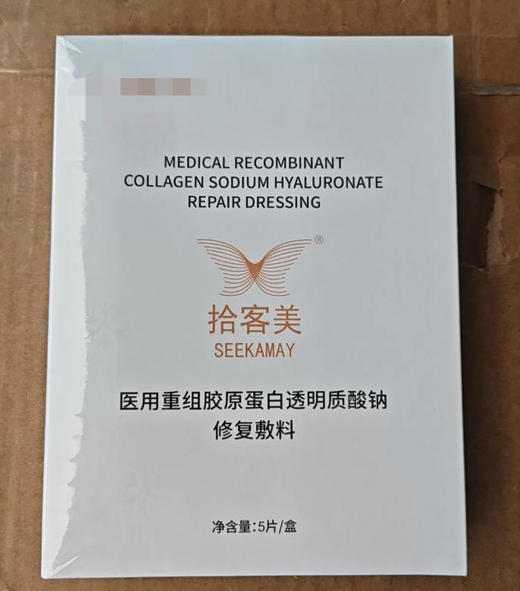 MEDICAL RECOMBINANT
COLLAGEN SODIUM HYALURONATE
REPAIR DRESSING
®
拾客美
SEEKAMAY
医用重组胶原蛋白透明质酸钠
修复敷料
净含量:5片/盒